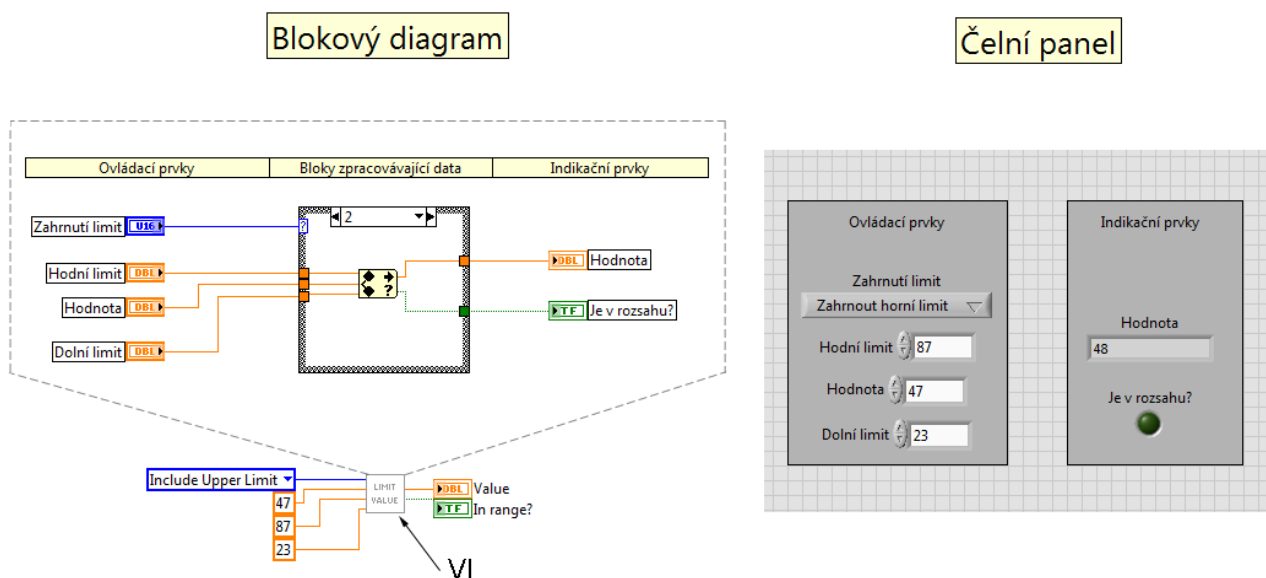 Blokový diagram
Čelní panel
Ovládací prvky
Bloky zpracovávající data
Indikační prvky
Zahrnutí limit
U16
?
2
Hodní limit
DBL
Hodnota
DBL
Dolní limit
DBL
?
DBL
Hodnota
TF
Je v rozsahu?
Include Upper Limit
47
87
23
LIMIT
VALUE
DBL
Value
TF
In range?
VI
Ovládací prvky
Zahrnutí limit
Zahrnout horní limit
Hodní limit
87
Hodnota
47
Dolní limit
23
Indikační prvky
Hodnota
48
Je v rozsahu?